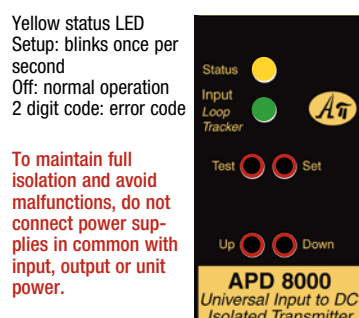 Yellow status LED
Setup: blinks once per
second
Off: normal operation
2 digit code: error code
To maintain full
isolation and avoid
malfunctions, do not
connect power sup-
plies in common with
input, output or unit
power.
Status
Input
Loop
Tracker
Aπ
Test
Set
Up
Down
APD 8000
Universal Input to DC
Isolated Transmitter